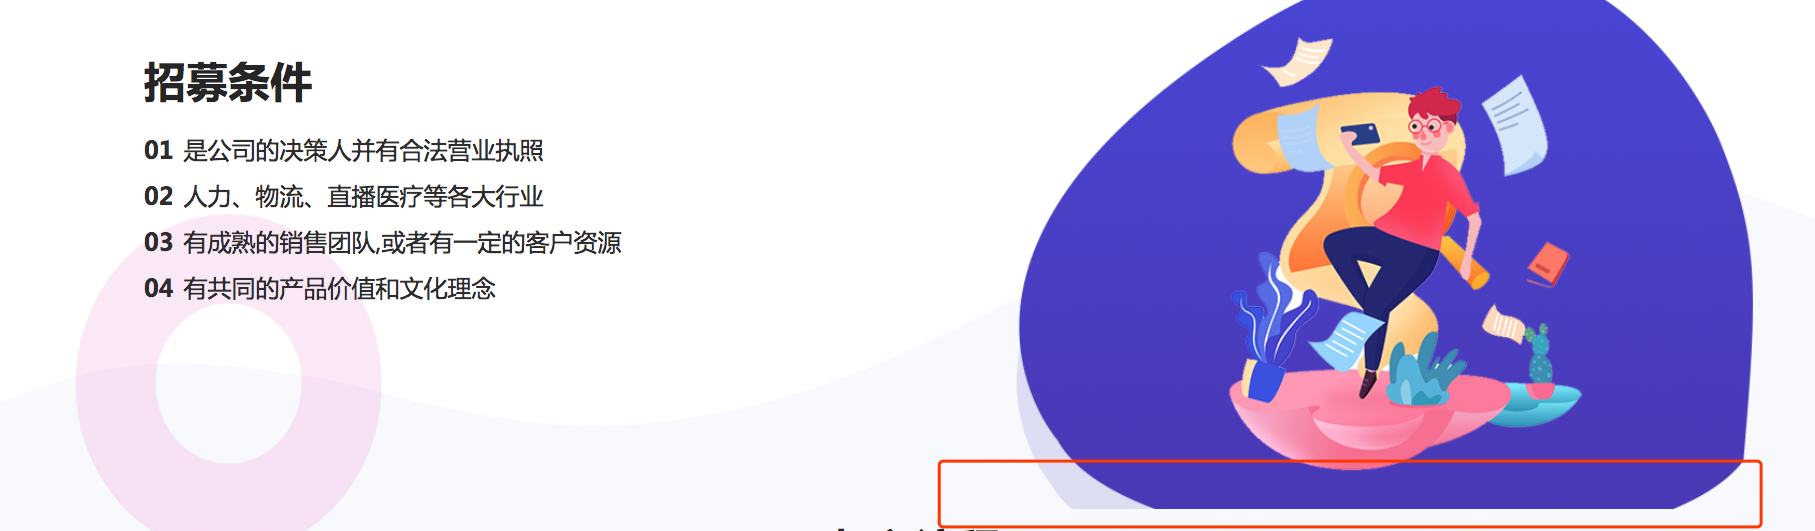 招募条件
01 是公司的决策人并有合法营业执照
02 人力、物流、直播医疗等各大行业
03 有成熟的销售团队,或者有一定的客户资源
04 有共同的产品价值和文化理念